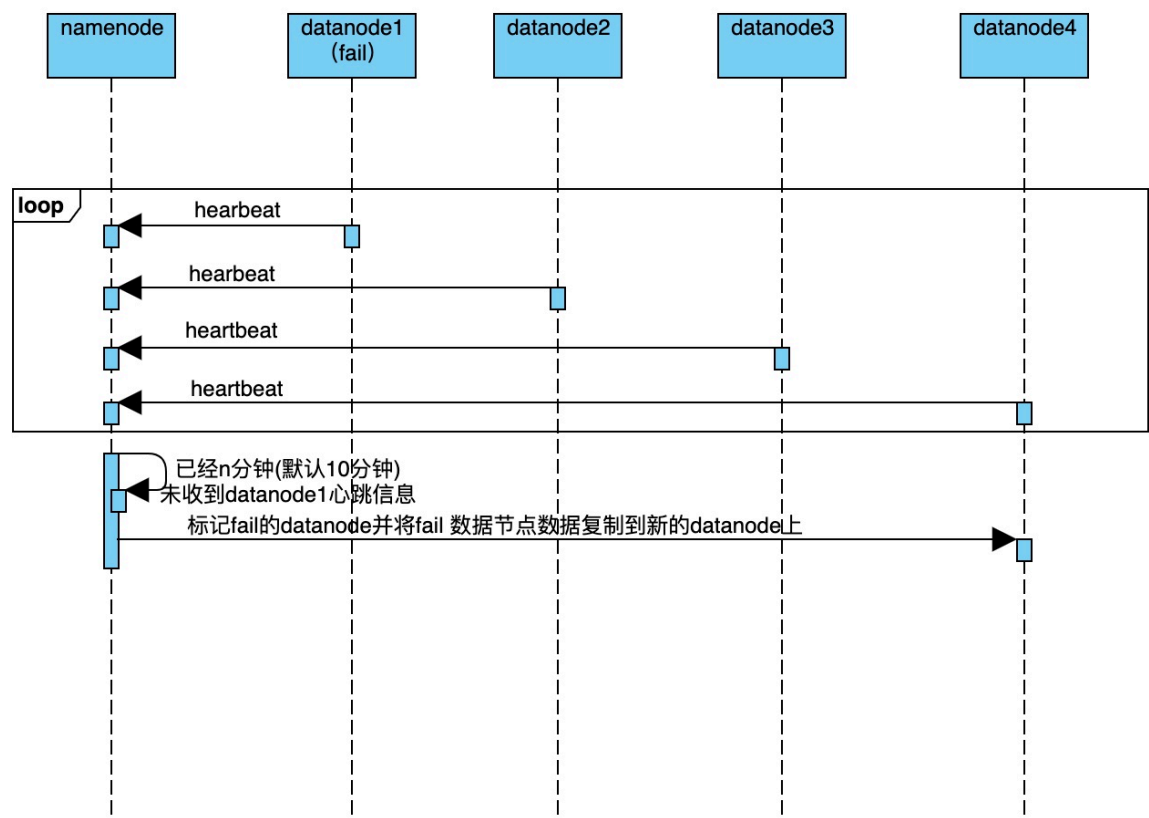 namenode
datanode1
（fail）
datanode2
datanode3
datanode4
loop
hearbeat
hearbeat
heartbeat
heartbeat
已经n分钟(默认10分钟)
未收到datanode1心跳信息
标记fail的datanode并将fail 数据节点数据复制到新的datanode上